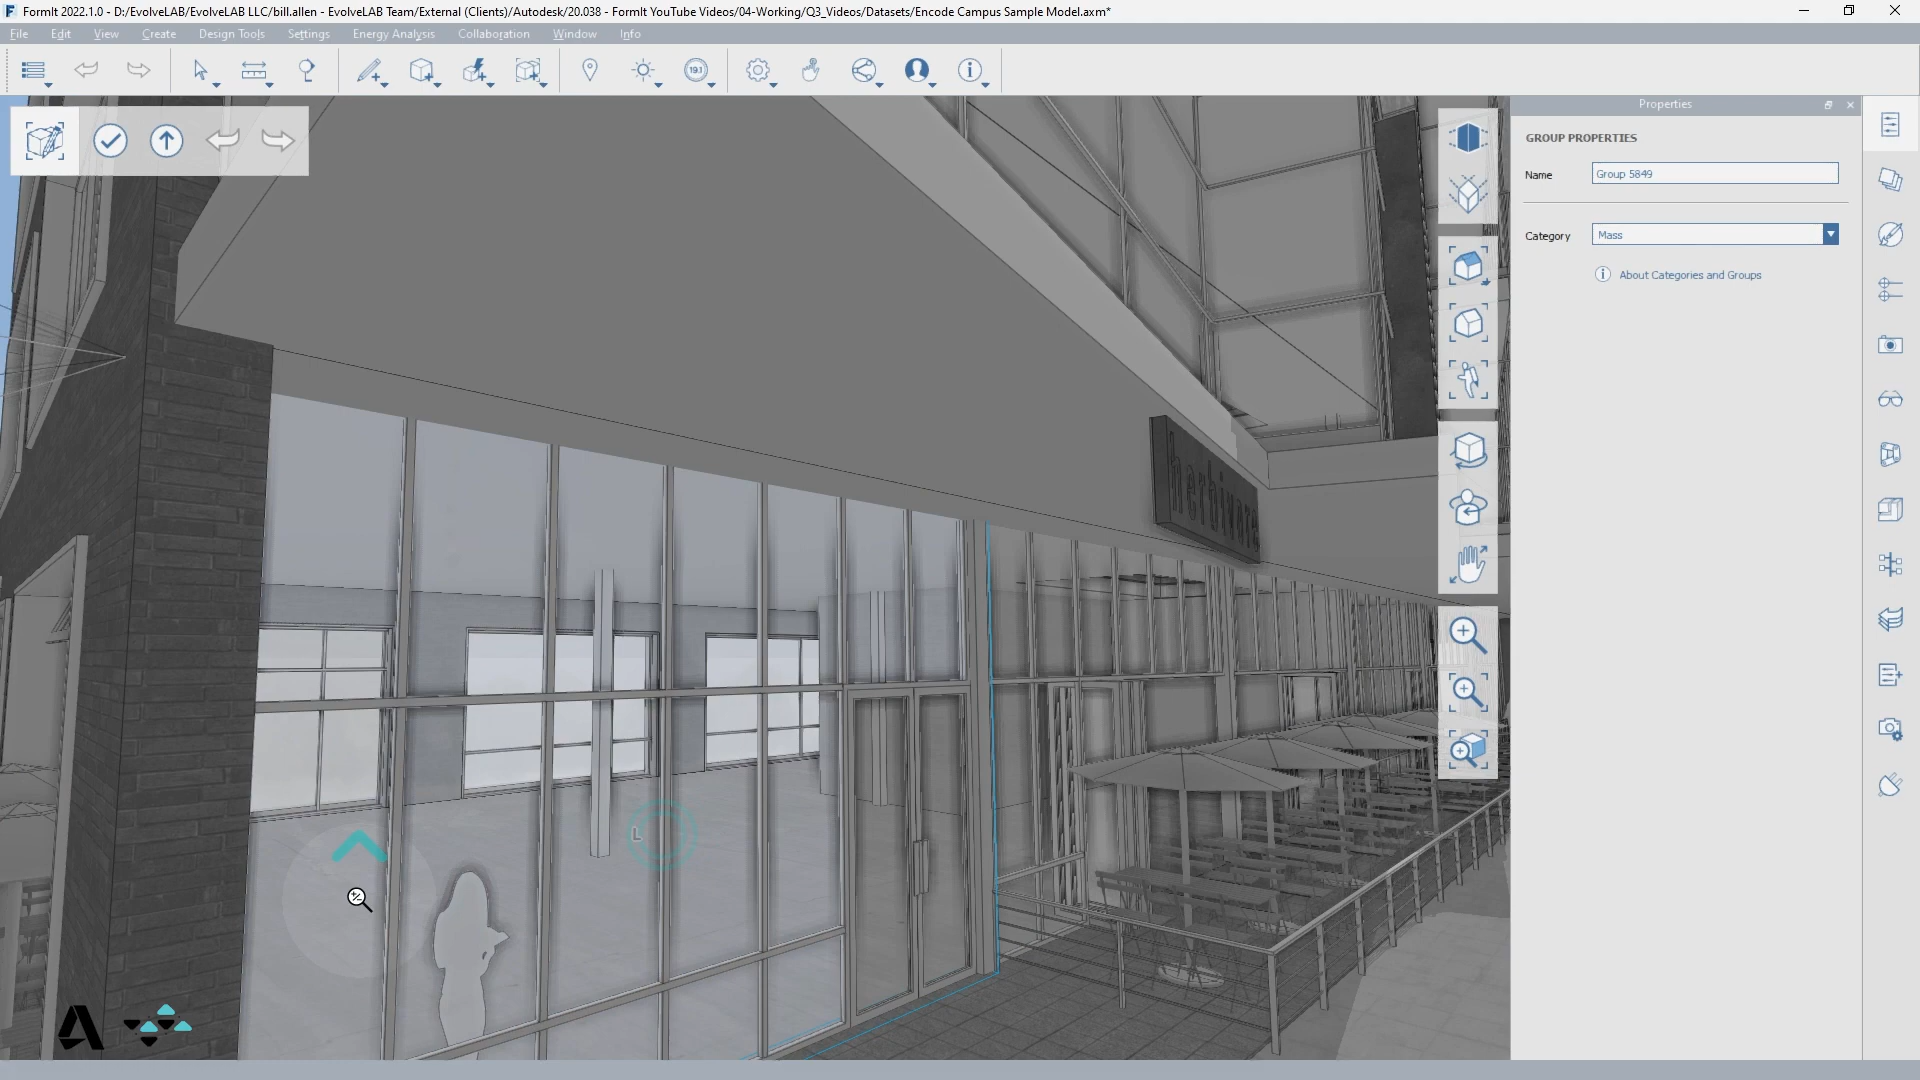 FormIt 2022.1.0 - D:/EvolveLAB/EvolveLAB LLC/bill.allen - EvolveLAB Team/External (Clients)/Autodesk/20.038 - FormIt YouTube Videos/04-Working/Q3_Videos/Datasets/Encode Campus Sample Model.axm*
File Edit View Create Design Tools Settings Energy Analysis Collaboration Window Info
19.1
Properties
GROUP PROPERTIES
Name Group 5849
Category Mass
About Categories and Groups
L